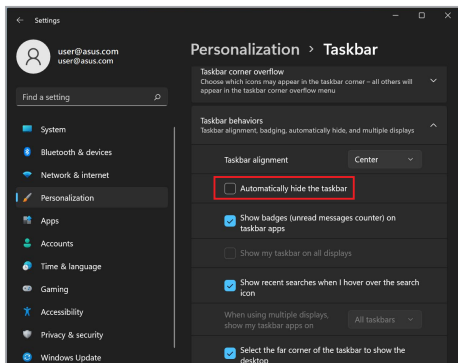 Settings
user@asus.com
user@asus.com
Find a setting
System
Bluetooth & devices
Network & internet
Personalization
Apps
Accounts
Time & language
Gaming
Accessibility
Privacy & security
Windows Update
Personalization > Taskbar
Taskbar corner overflow
Choose which icons may appear in the taskbar corner – all others will
appear in the taskbar corner overflow menu
Taskbar behaviors
Taskbar alignment, badging, automatically hide, and multiple displays
Taskbar alignment
Center
Automatically hide the taskbar
Show badges (unread messages counter) on
taskbar apps
Show my taskbar on all displays
Show recent searches when I hover over the search
icon
When using multiple displays,
show my taskbar apps on
All taskbars
Select the far corner of the taskbar to show the
desktop